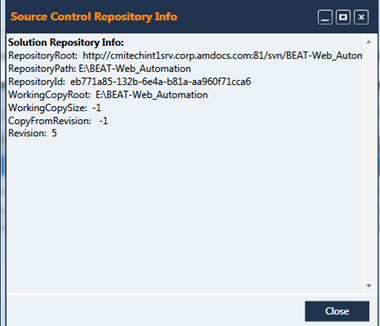 Source Control Repository Info
Solution Repository Info:
RepositoryRoot: http://cmitechint1srv.corp.amdocs.com:81/svn/BEAT-Web_Autom
RepositoryPath: E:\BEAT-Web_Automation
RepositoryId: eb771a85-132b-6e4a-b81a-aa960f71cca6
WorkingCopyRoot: E:\BEAT-Web_Automation
WorkingCopySize: -1
CopyFromRevision: -1
Revision: 5
Close